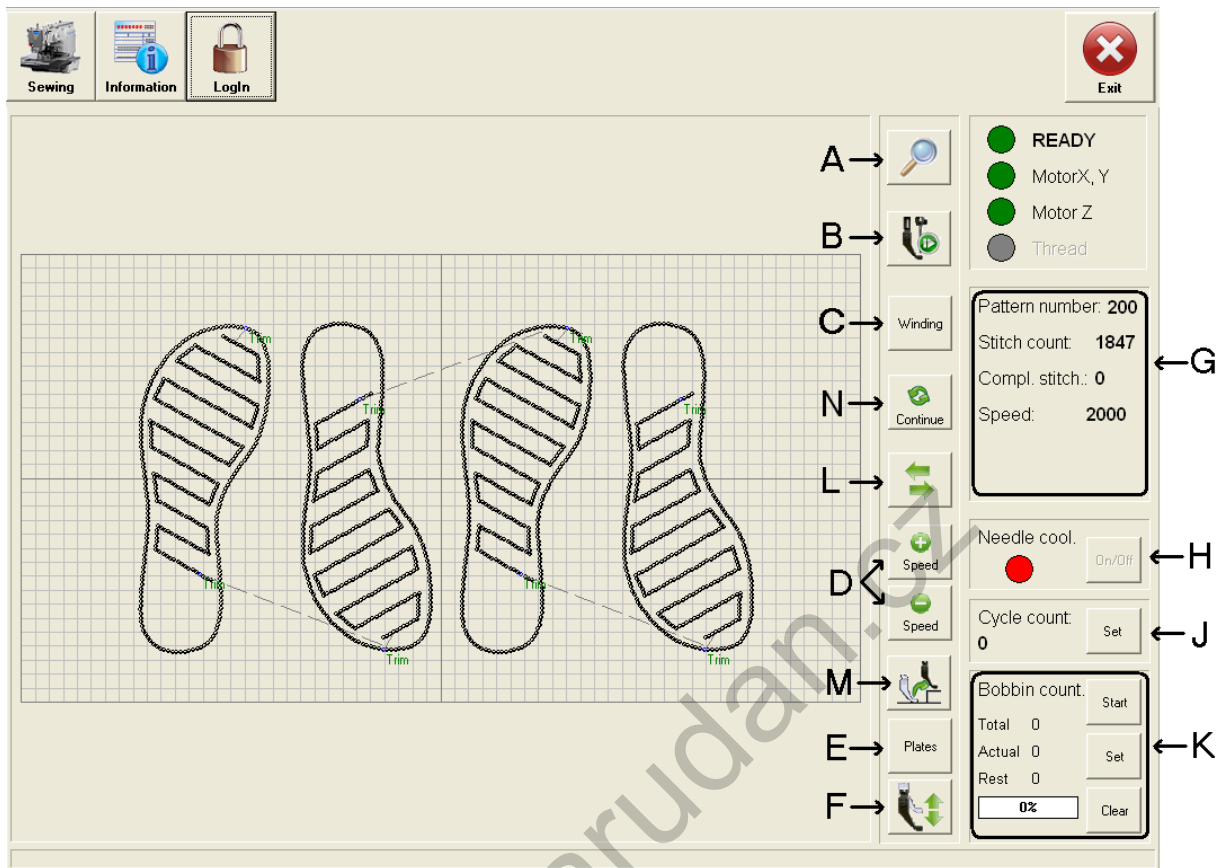 Sewing
Information
LogIn
Exit
A
B
C
N
L
D
M
E
F
Winding
Continue
Speed
Speed
Plates
READY
MotorX, Y
Motor Z
Thread
Pattern number: 200
Stitch count: 1847
Compl. stitch.: 0
Speed: 2000
G
Needle cool.
On/Off
H
Cycle count:
0
Set
J
Bobbin count.
Start
Total 0
Actual 0
Set
Rest 0
0%
Clear
K
Trim
Trim
Trim
Trim
Trim
Trim
Trim
Trim
arudan.cz